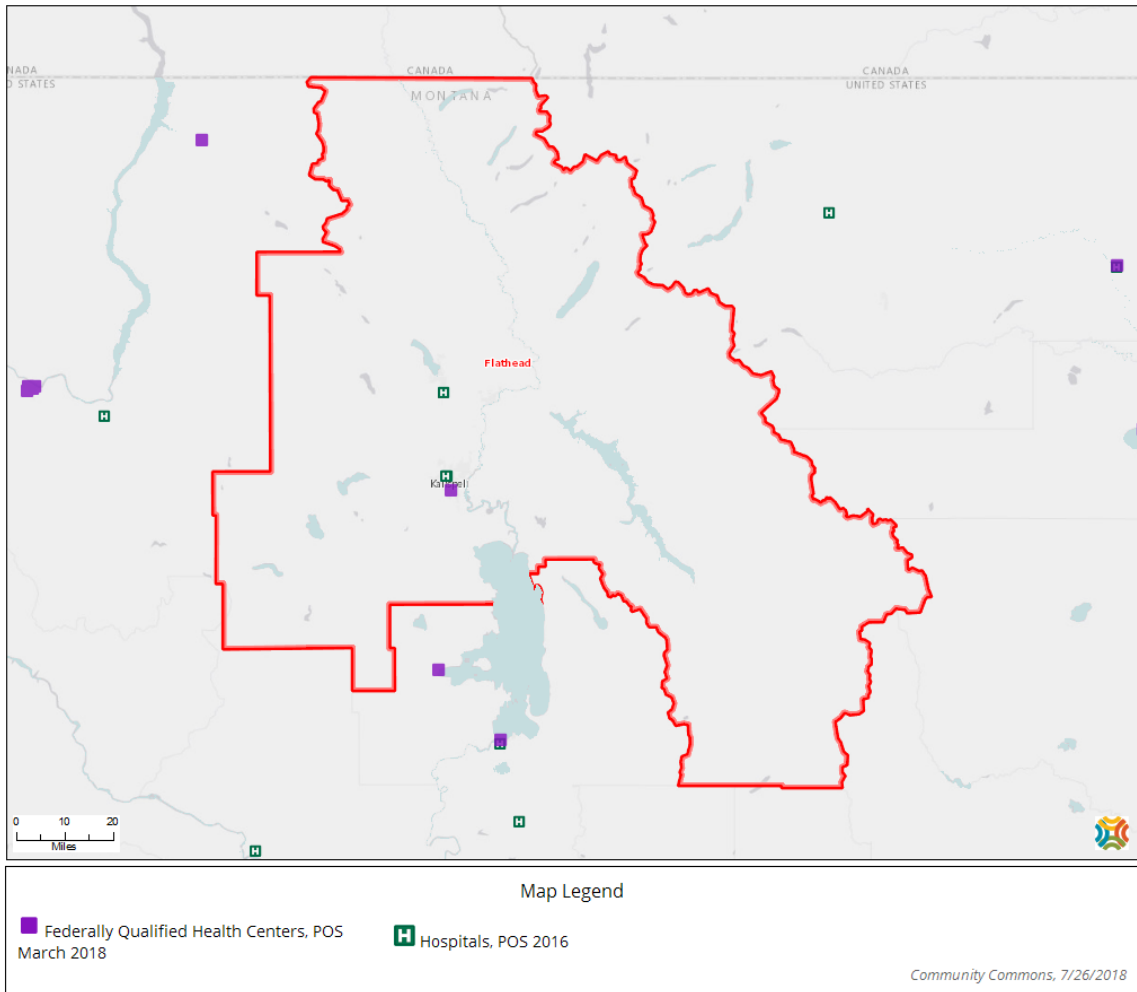 NADA
D STATES
CANADA
MONTANA
CANADA
UNITED STATES
Flathead
0 10 20
Miles
Map Legend
Federally Qualified Health Centers, POS
March 2018
H Hospitals, POS 2016
Community Commons, 7/26/2018